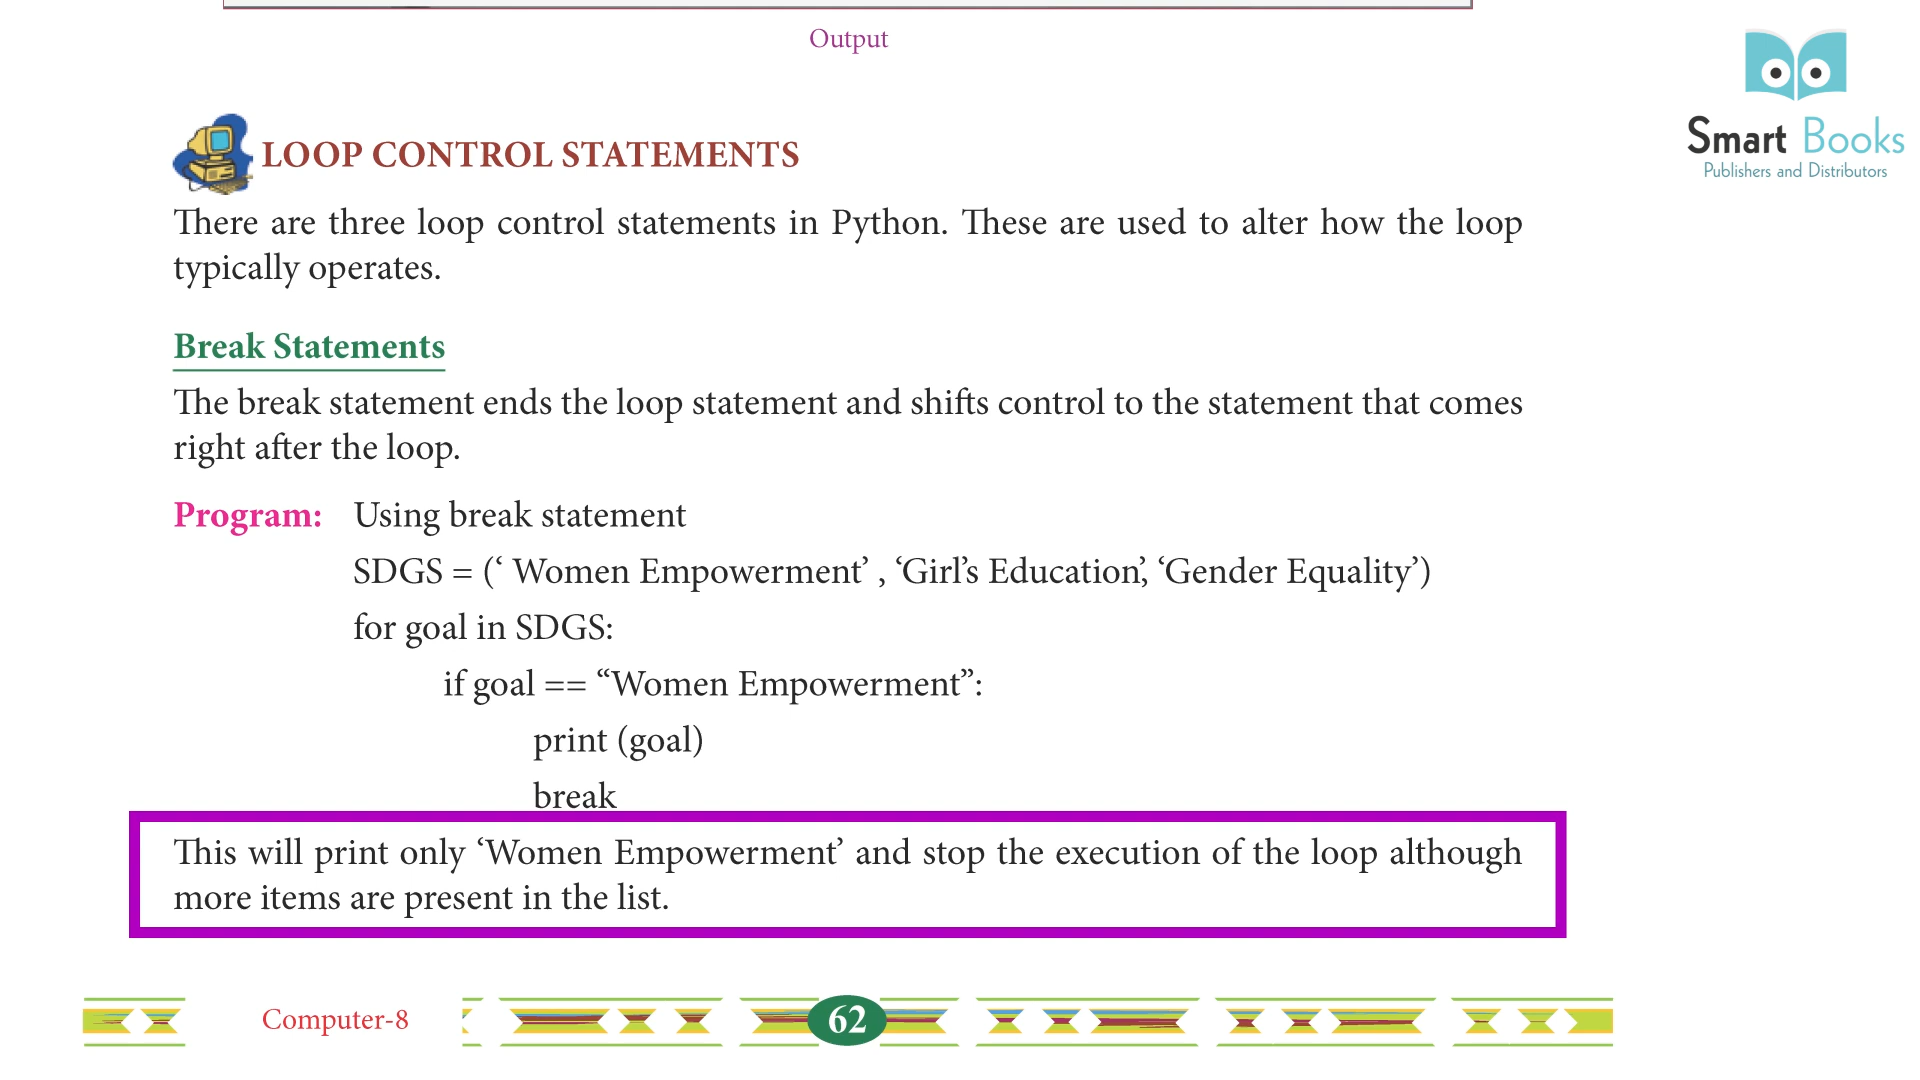 Output
Smart Books
Publishers and Distributors
LOOP CONTROL STATEMENTS
There are three loop control statements in Python. These are used to alter how the loop
typically operates.
Break Statements
The break statement ends the loop statement and shifts control to the statement that comes
right after the loop.
Program: Using break statement
SDGS = (‘ Women Empowerment’ , ‘Girl’s Education’, ‘Gender Equality’)
for goal in SDGS:
if goal == “Women Empowerment”:
print (goal)
break
This will print only ‘Women Empowerment’ and stop the execution of the loop although
more items are present in the list.
Computer-8
62